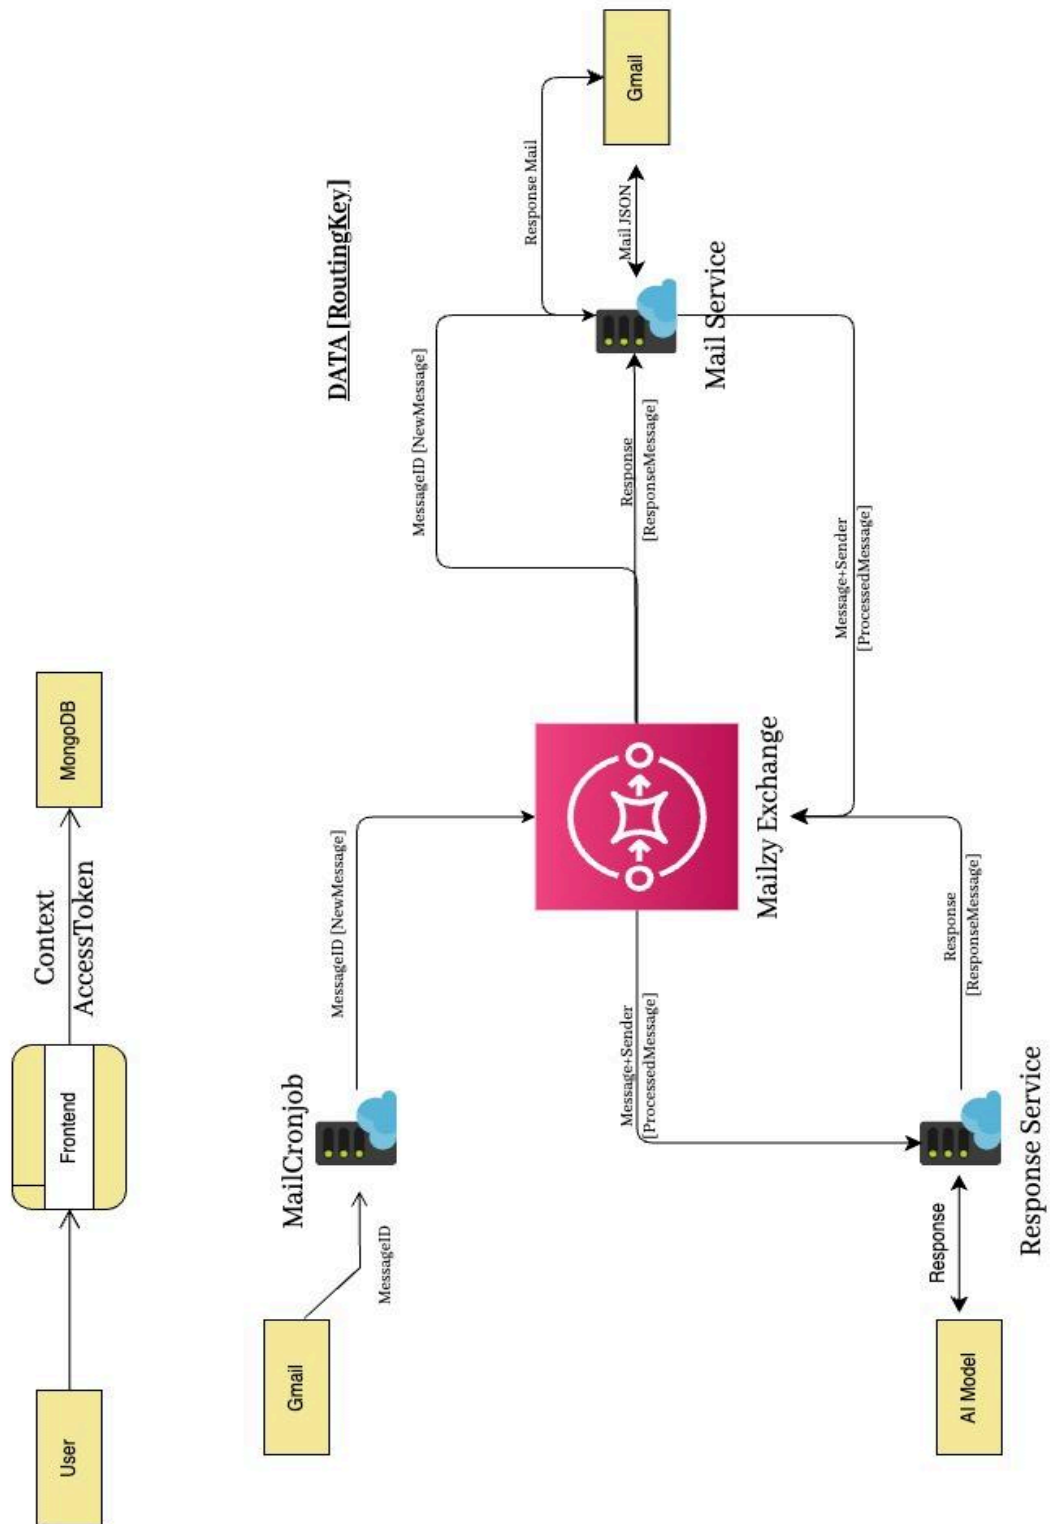 User
Frontend
Context
AccessToken
MongoDB
DATA [RoutingKey]
Gmail
MessageID
MailCronjob
MessageID [NewMessage]
MessageID [NewMessage]
Response Mail
Gmail
Mail JSON
Mail Service
Response
[ResponseMessage]
Mailzy Exchange
Message+Sender
[ProcessedMessage]
Message+Sender
[ProcessedMessage]
Response
[ResponseMessage]
AI Model
Response
Response Service